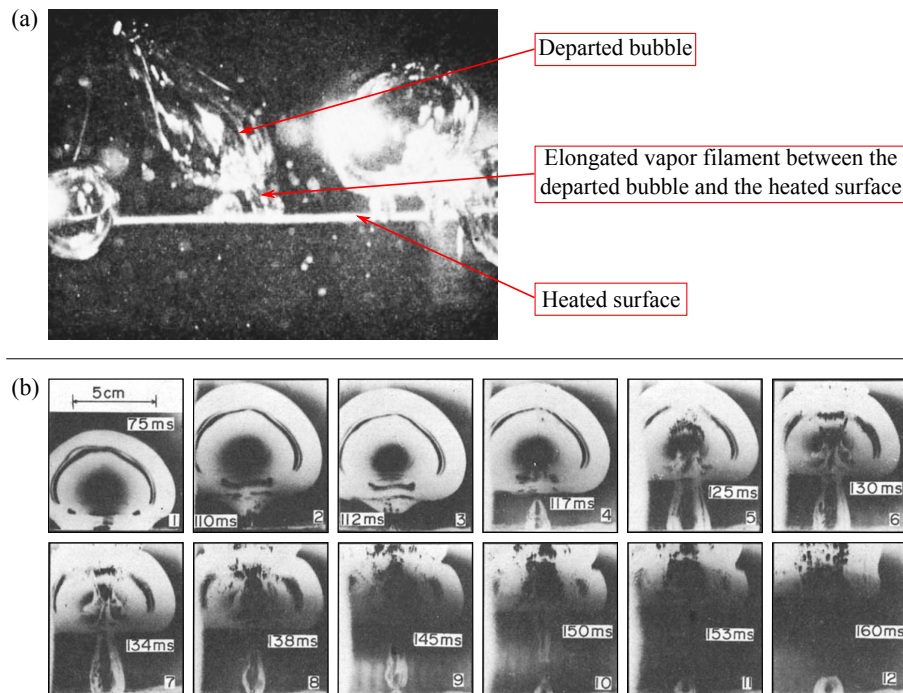 (a)
Departed bubble
Elongated vapor filament between the
departed bubble and the heated surface
Heated surface
(b)
5cm
75ms
1
110ms
2
112ms
3
117ms
4
125ms
5
130ms
6
134ms
7
138ms
8
145ms
9
150ms
10
153ms
11
160ms
12